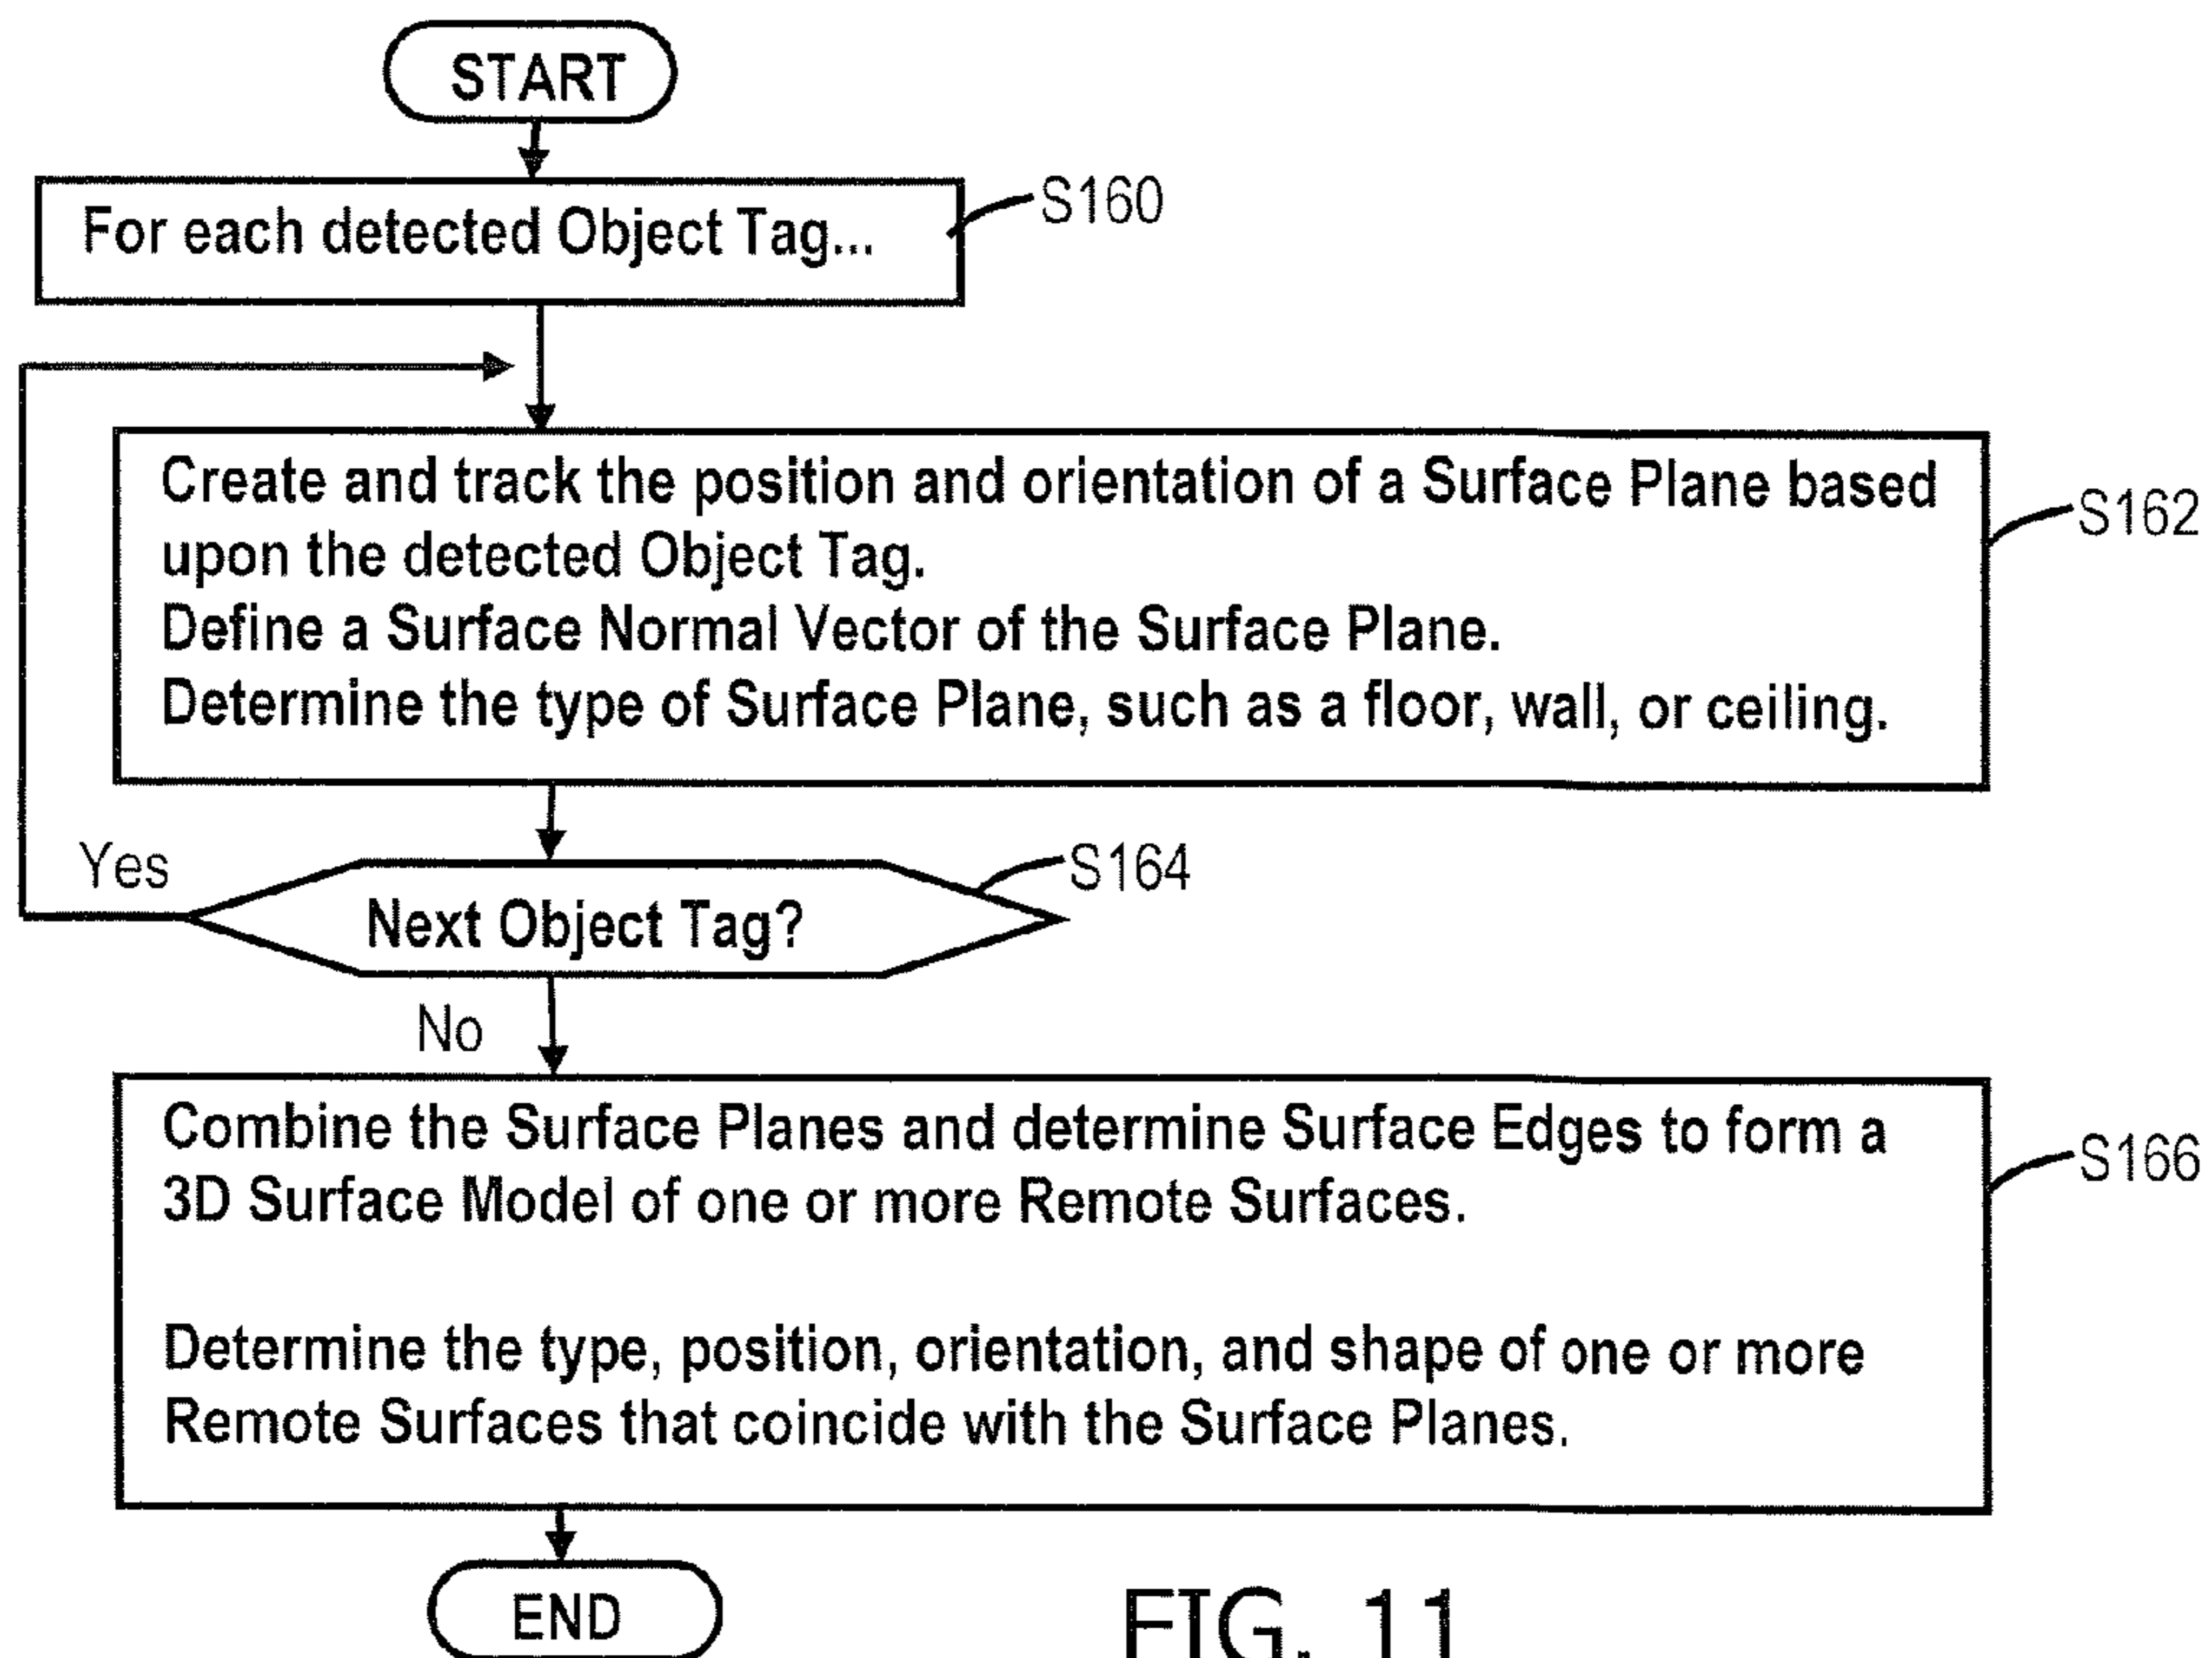 START
For each detected Object Tag...
S160
Create and track the position and orientation of a Surface Plane based
upon the detected Object Tag.
Define a Surface Normal Vector of the Surface Plane.
Determine the type of Surface Plane, such as a floor, wall, or ceiling.
S162
Yes
Next Object Tag?
S164
No
Combine the Surface Planes and determine Surface Edges to form a
3D Surface Model of one or more Remote Surfaces.
Determine the type, position, orientation, and shape of one or more
Remote Surfaces that coincide with the Surface Planes.
S166
END
FIG. 11